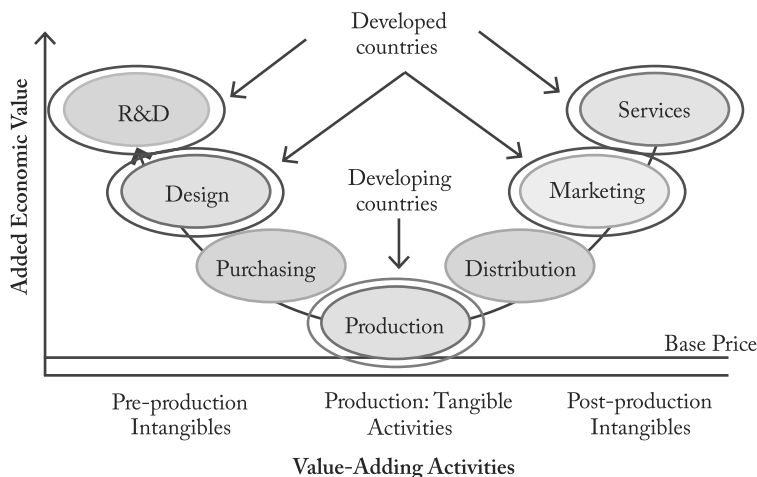 Developed
countries
R&D
Services
Design
Marketing
Developing
countries
Purchasing
Distribution
Production
Base Price
Added Economic Value
Pre-production
Intangibles
Production: Tangible
Activities
Post-production
Intangibles
Value-Adding Activities